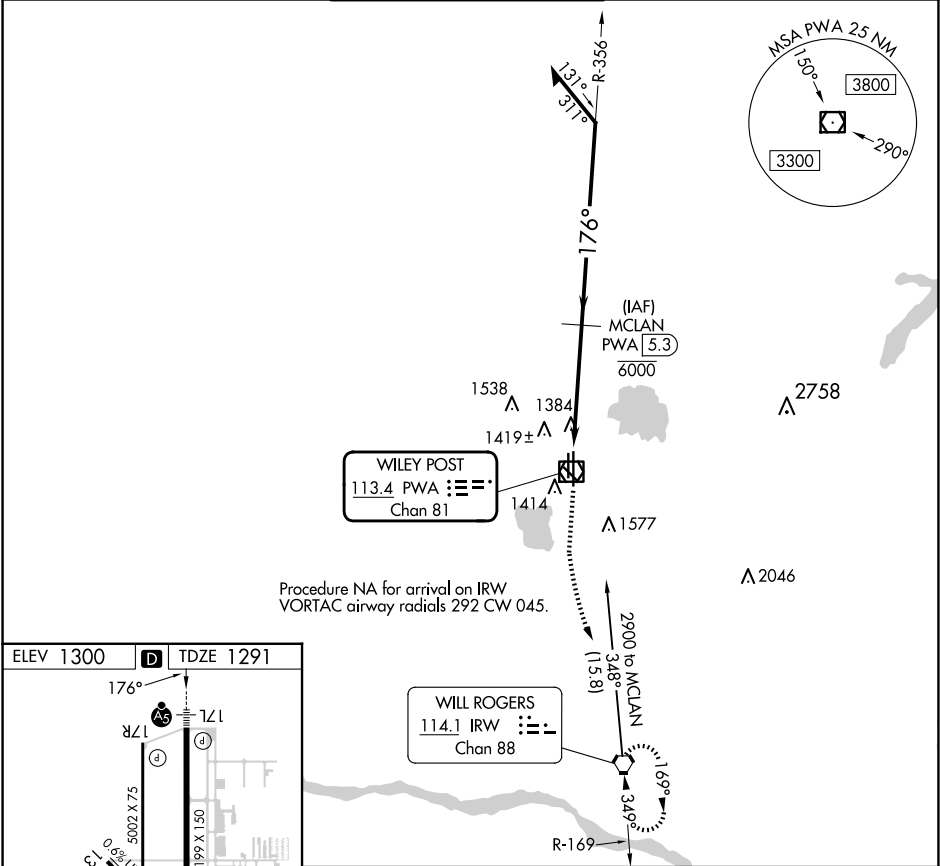 R-356
131°
311°
MSA PWA 25 NM
150°
3800
290°
3300
176°
(IAF)
MCLAN
PWA 5.3
6000
1538
1384
2758
1419±
WILEY POST
113.4 PWA
Chan 81
1414
1577
2046
Procedure NA for arrival on IRW
VORTAC airway radials 292 CW 045.
2900 to MCLAN
348°
(15.8)
ELEV 1300
D
TDZE 1291
176°
A5
17L
17R
P
P
5002 X 75
99 X 150
WILL ROGERS
114.1 IRW
Chan 88
169°
349°
R-169